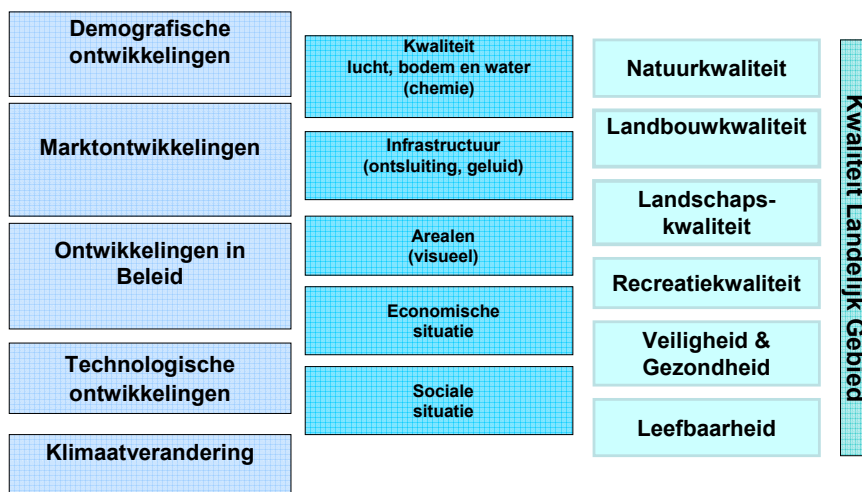 Demografische
ontwikkelingen
Marktontwikkelingen
Ontwikkelingen in
Beleid
Technologische
ontwikkelingen
Klimaatverandering
Kwaliteit
lucht, bodem en water
(chemie)
Infrastructuur
(ontsluiting, geluid)
Arealen
(visueel)
Economische
situatie
Sociale
situatie
Natuurkwaliteit
Landbouwkwaliteit
Landschaps-
kwaliteit
Recreatiekwaliteit
Veiligheid &
Gezondheid
Leefbaarheid
Kwaliteit Landelijk Gebied